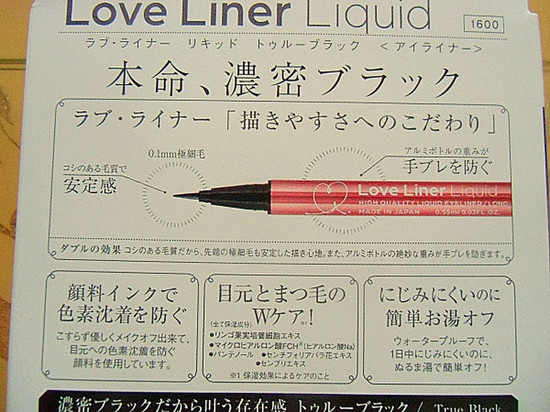 Love Liner Liquid
1600
ラブ・ライナー リキッド トゥルーブラック <アイライナー>
本命、濃密ブラック
ラブ・ライナー「描きやすさへのこだわり」
0.1mm極細毛
コシのある毛質で
安定感
アルミボトルの重みが
手ブレを防ぐ
Love Liner Liquid
HIGH QUALITY LIQUID EYELINER/LONG
MADE IN JAPAN 0.55ml 0.02FL OZ.
ダブルの効果 コシのある毛質だから、先端の極細毛も安定した描き心地。また、アルミボトルの絶妙な重みが手ブレを防ぎます。
顔料インクで
色素沈着を防ぐ
こすらず優しくメイクオフ出来て、
目元への色素沈着を防ぐ
顔料を使用しています。
目元とまつ毛の
Wケア!
(全て保湿成分)
•リンゴ果実培養細胞エキス
•マイクロヒアルロン酸FCH®(ヒアルロン酸Na)
•パンテノール •センチフォリアバラ花エキス
•センブリエキス
※1 保湿効果によるケアのこと
にじみにくいのに
簡単お湯オフ
ウォータープルーフで、
1日中にじみにくいのに、
ぬるま湯で簡単オフ!
濃密ブラックだから叶う存在感 トゥルーブラック / True Black